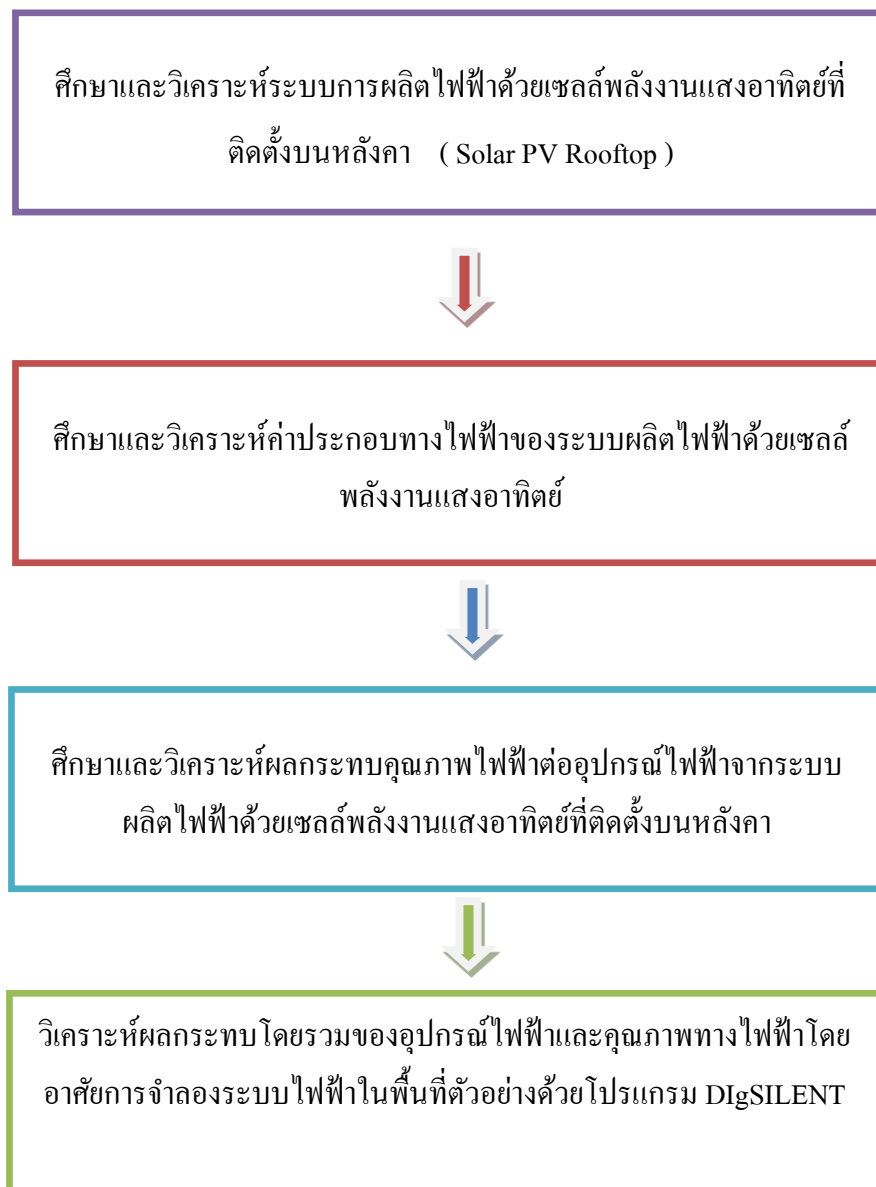 ศึกษาและวิเคราะห์ระบบการผลิตไฟฟ้าด้วยเซลล์พลังงานแสงอาทิตย์ที่
ติดตั้งบนหลังคา ( Solar PV Rooftop )
ศึกษาและวิเคราะห์ค่าประกอบทางไฟฟ้าของระบบผลิตไฟฟ้าด้วยเซลล์
พลังงานแสงอาทิตย์
ศึกษาและวิเคราะห์ผลกระทบคุณภาพไฟฟ้าต่ออุปกรณ์ไฟฟ้าจากระบบ
ผลิตไฟฟ้าด้วยเซลล์พลังงานแสงอาทิตย์ที่ติดตั้งบนหลังคา
วิเคราะห์ผลกระทบโดยรวมของอุปกรณ์ไฟฟ้าและคุณภาพทางไฟฟ้าโดย
อาศัยการจำลองระบบไฟฟ้าในพื้นที่ตัวอย่างด้วยโปรแกรม DIgSILENT